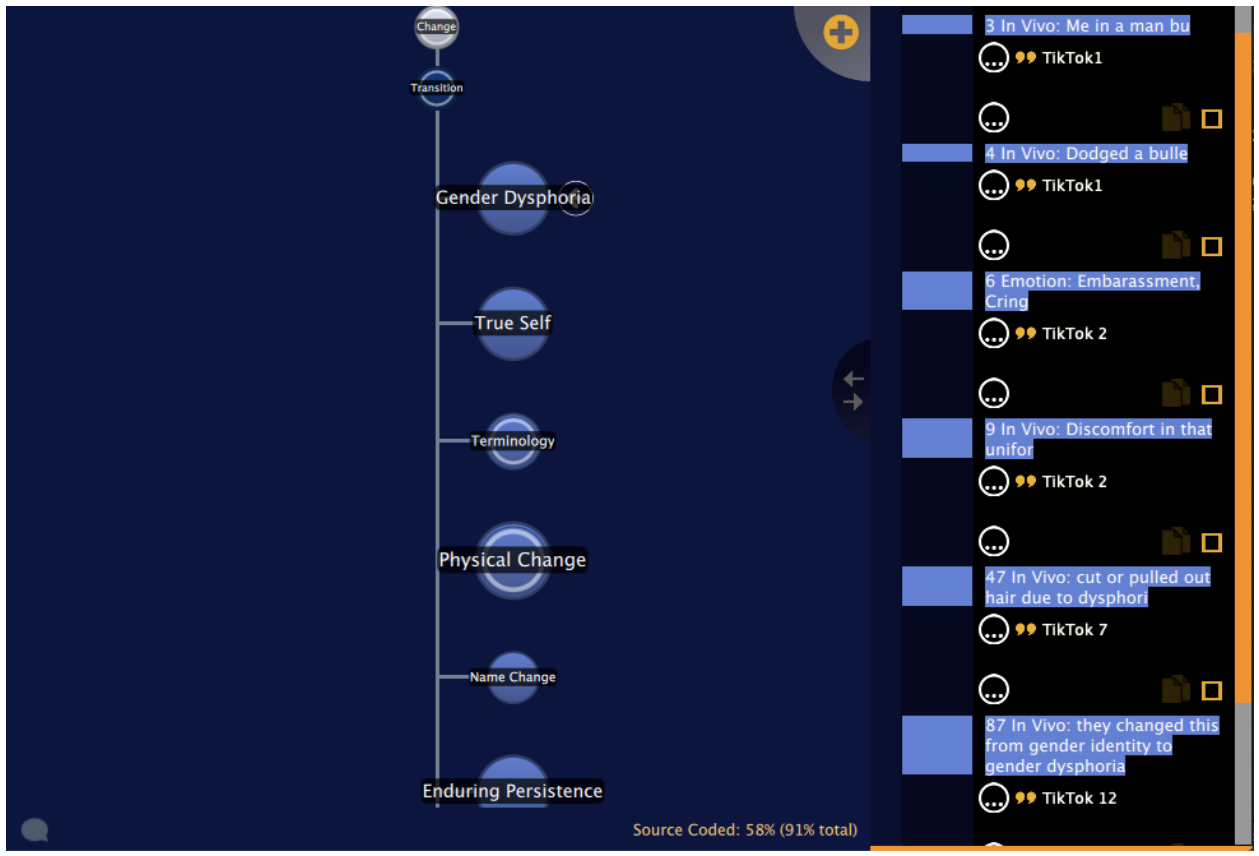 Change
Transition
Gender Dysphoria
True Self
Terminology
Physical Change
Name Change
Enduring Persistence
Source Coded: 58% (91% total)
3 In Vivo: Me in a man bu
TikTok1
4 In Vivo: Dodged a bulle
TikTok1
6 Emotion: Embarassment,
Cring
TikTok 2
9 In Vivo: Discomfort in that
unifor
TikTok 2
47 In Vivo: cut or pulled out
hair due to dysphori
TikTok 7
87 In Vivo: they changed this
from gender identity to
gender dysphoria
TikTok 12